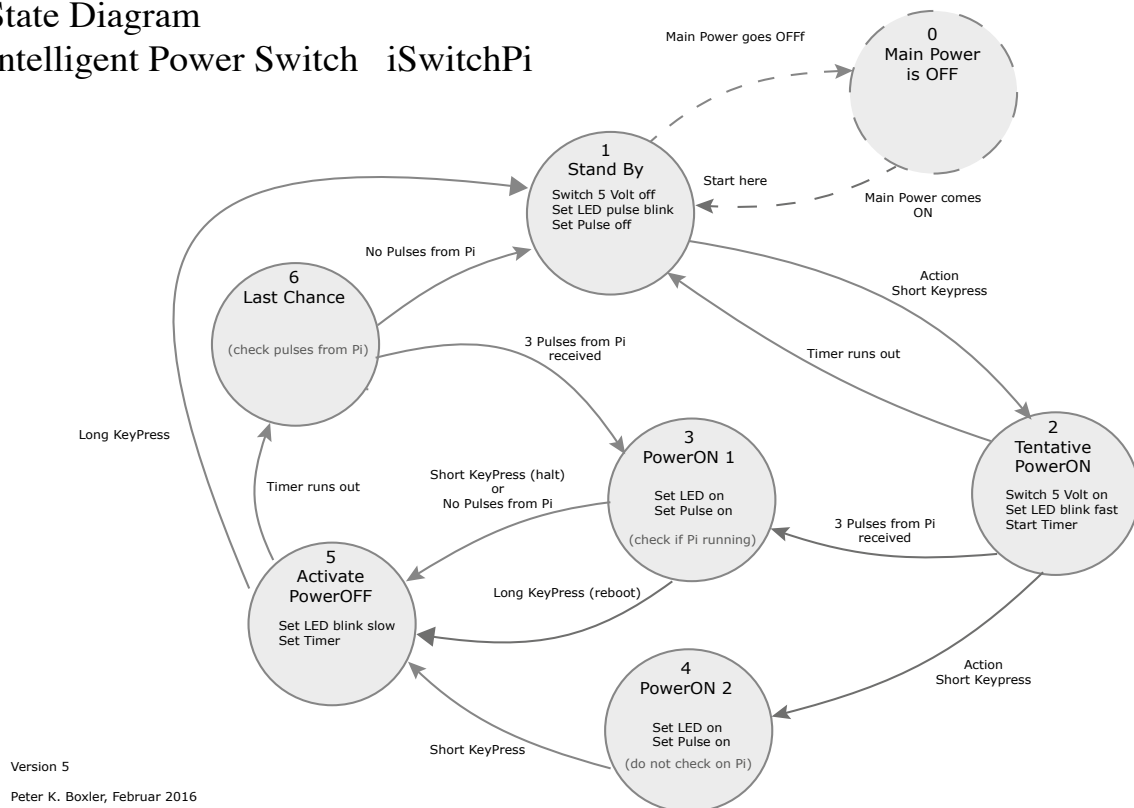 State Diagram
Intelligent Power Switch iSwitchPi
Main Power goes OFFf
0
Main Power
is OFF
Start here
Main Power comes
ON
1
Stand By
Switch 5 Volt off
Set LED pulse blink
Set Pulse off
No Pulses from Pi
Action
Short Keypress
6
Last Chance
(check pulses from Pi)
3 Pulses from Pi
received
Timer runs out
Long KeyPress
Timer runs out
Short KeyPress (halt)
or
No Pulses from Pi
3
PowerON 1
Set LED on
Set Pulse on
(check if Pi running)
2
Tentative
PowerON
Switch 5 Volt on
Set LED blink fast
Start Timer
3 Pulses from Pi
received
5
Activate
PowerOFF
Set LED blink slow
Set Timer
Long KeyPress (reboot)
4
PowerON 2
Set LED on
Set Pulse on
(do not check on Pi)
Action
Short Keypress
Short KeyPress
Version 5
Peter K. Boxler, Februar 2016